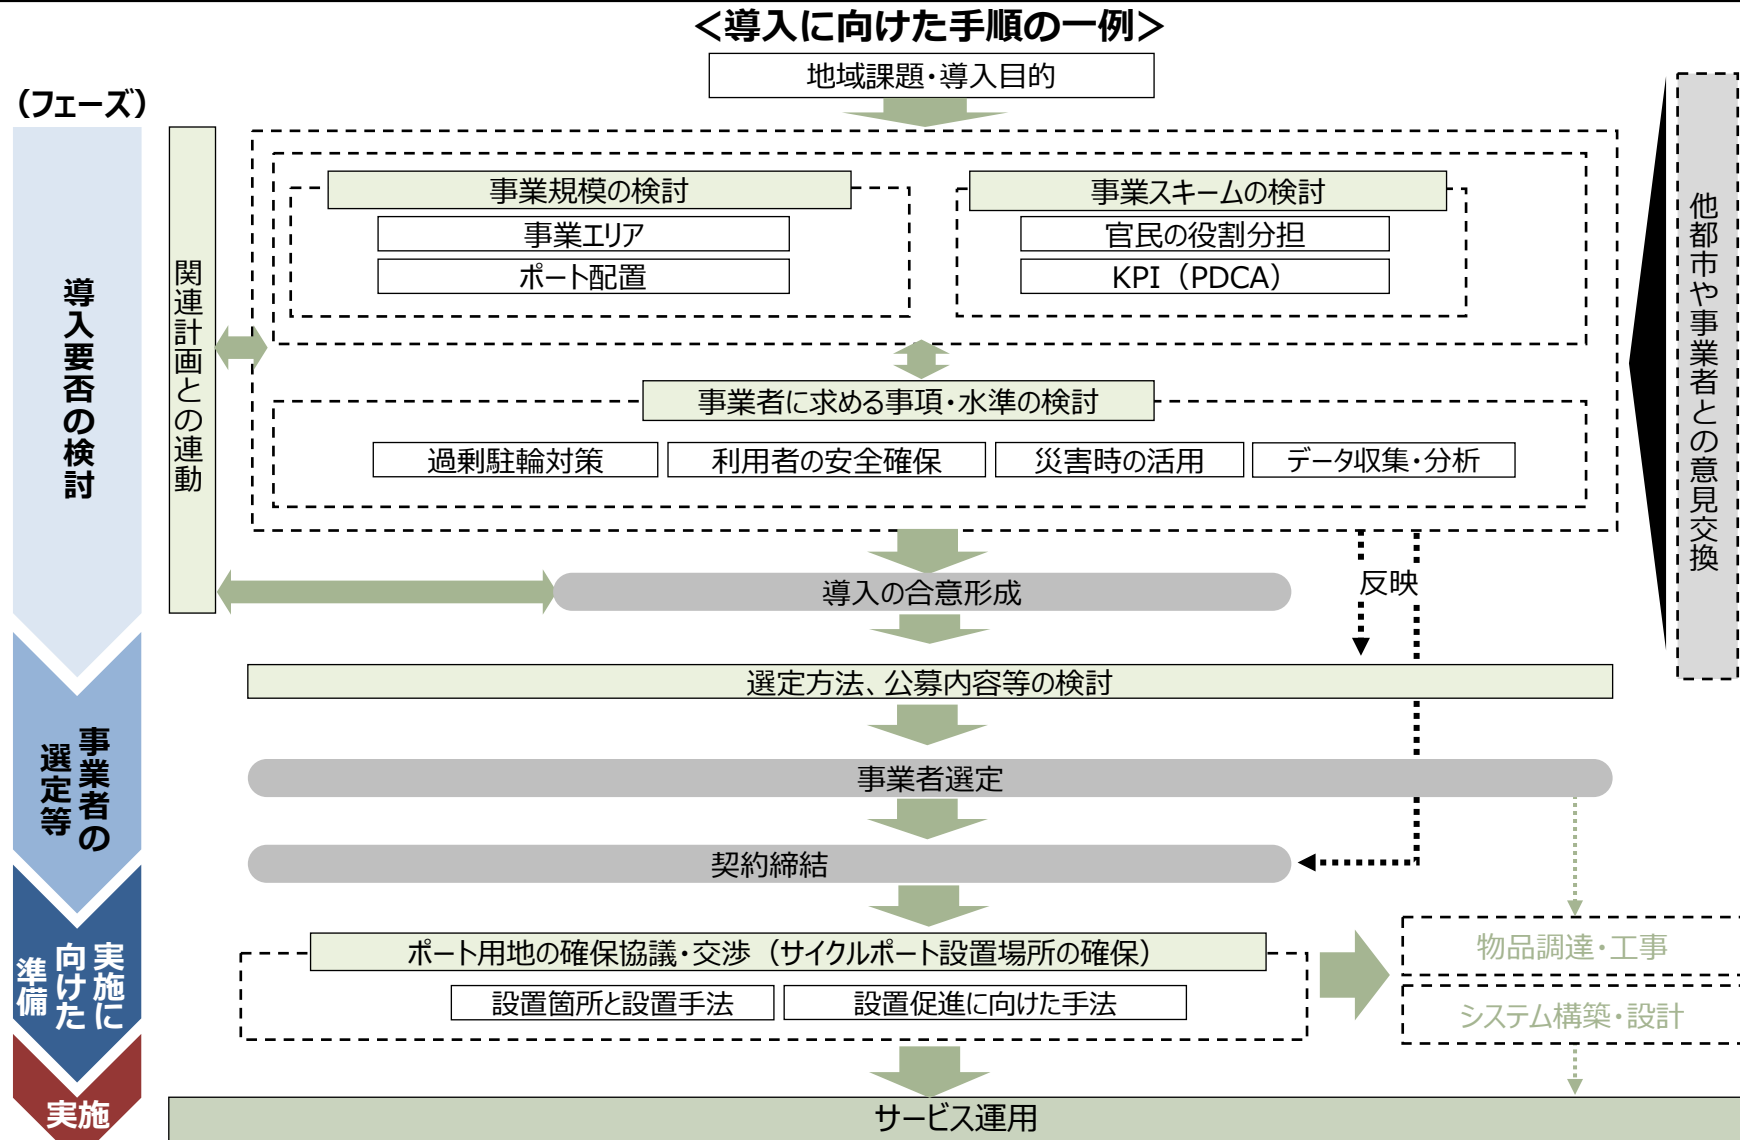 ＜導入に向けた手順の一例＞
地域課題・導入目的
（フェーズ）
導入要否の検討
事業者の
選定等
実施に
向けた
準備
実施
関連計画との連動
事業規模の検討
事業エリア
ポート配置
事業スキームの検討
官民の役割分担
KPI（PDCA）
事業者に求める事項・水準の検討
過剰駐輪対策
利用者の安全確保
災害時の活用
データ収集・分析
他都市や事業者との意見交換
導入の合意形成
反映
選定方法、公募内容等の検討
事業者選定
契約締結
ポート用地の確保協議・交渉（サイクルポート設置場所の確保）
設置箇所と設置手法
設置促進に向けた手法
物品調達・工事
システム構築・設計
サービス運用